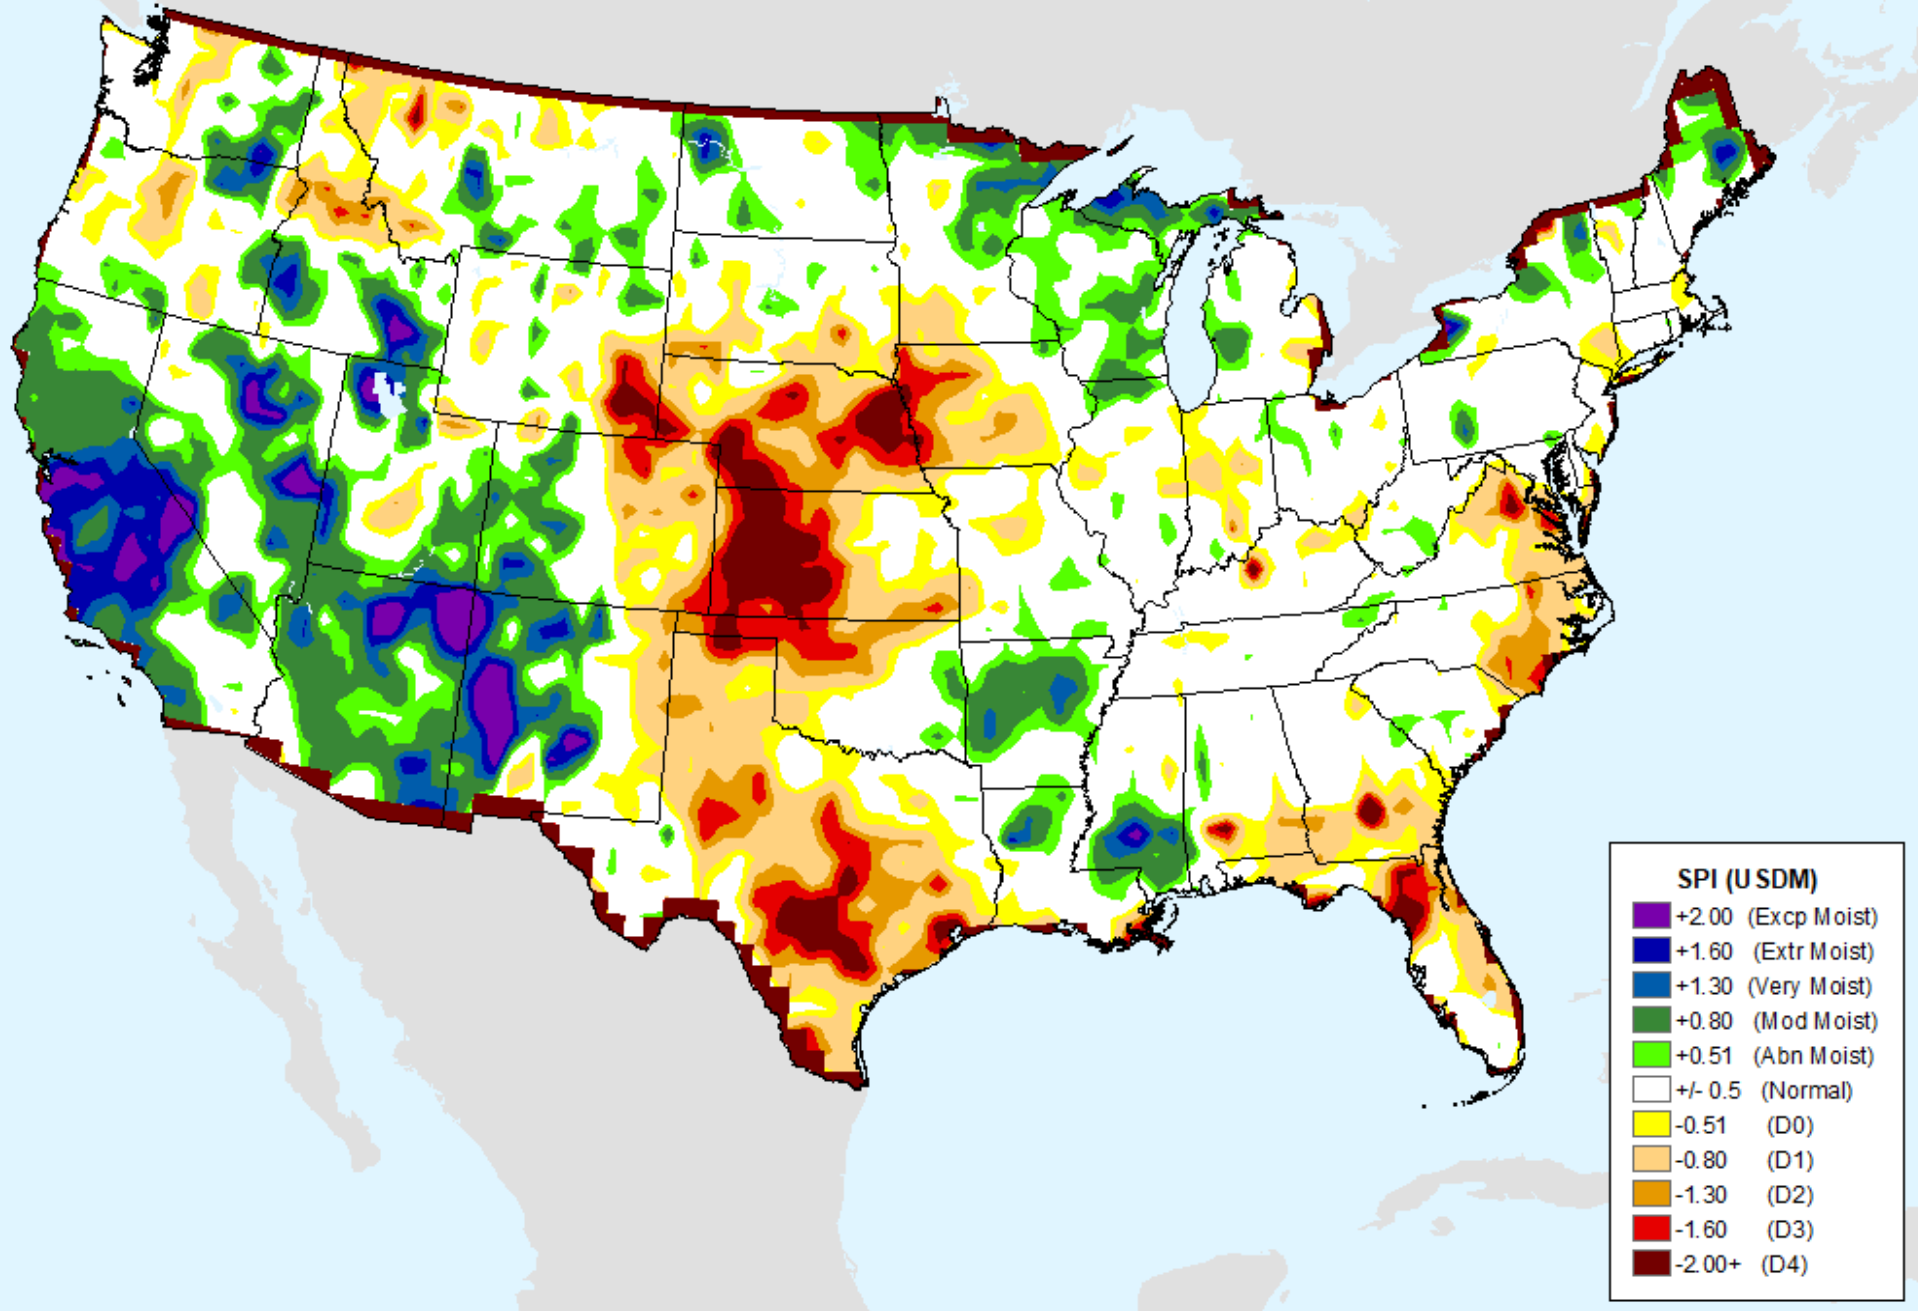 SPI (USDM)
+2.00 (Excp Moist)
+1.60 (Extr Moist)
+1.30 (Very Moist)
+0.80 (Mod Moist)
+0.51 (Abn Moist)
+/- 0.5 (Normal)
-0.51 (D0)
-0.80 (D1)
-1.30 (D2)
-1.60 (D3)
-2.00+ (D4)